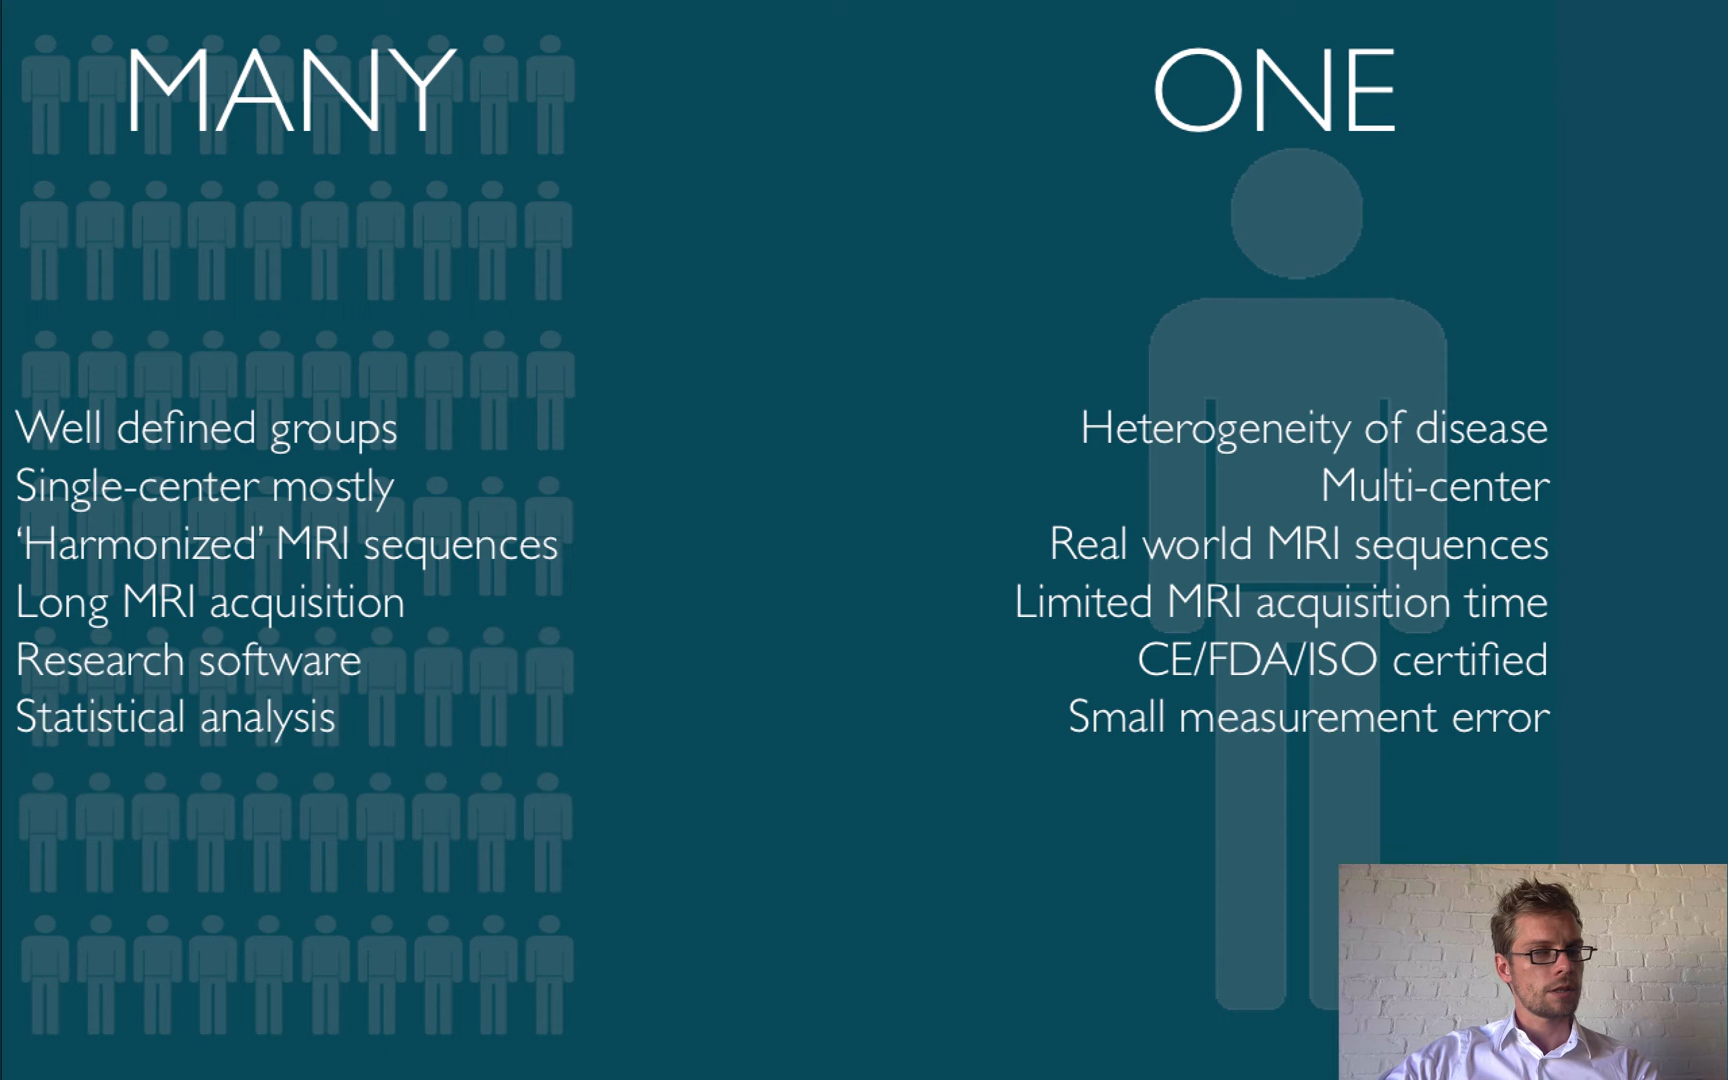 MANY
Well defined groups
Single-center mostly
‘Harmonized’ MRI sequences
Long MRI acquisition
Research software
Statistical analysis
ONE
Heterogeneity of disease
Multi-center
Real world MRI sequences
Limited MRI acquisition time
CE/FDA/ISO certified
Small measurement error